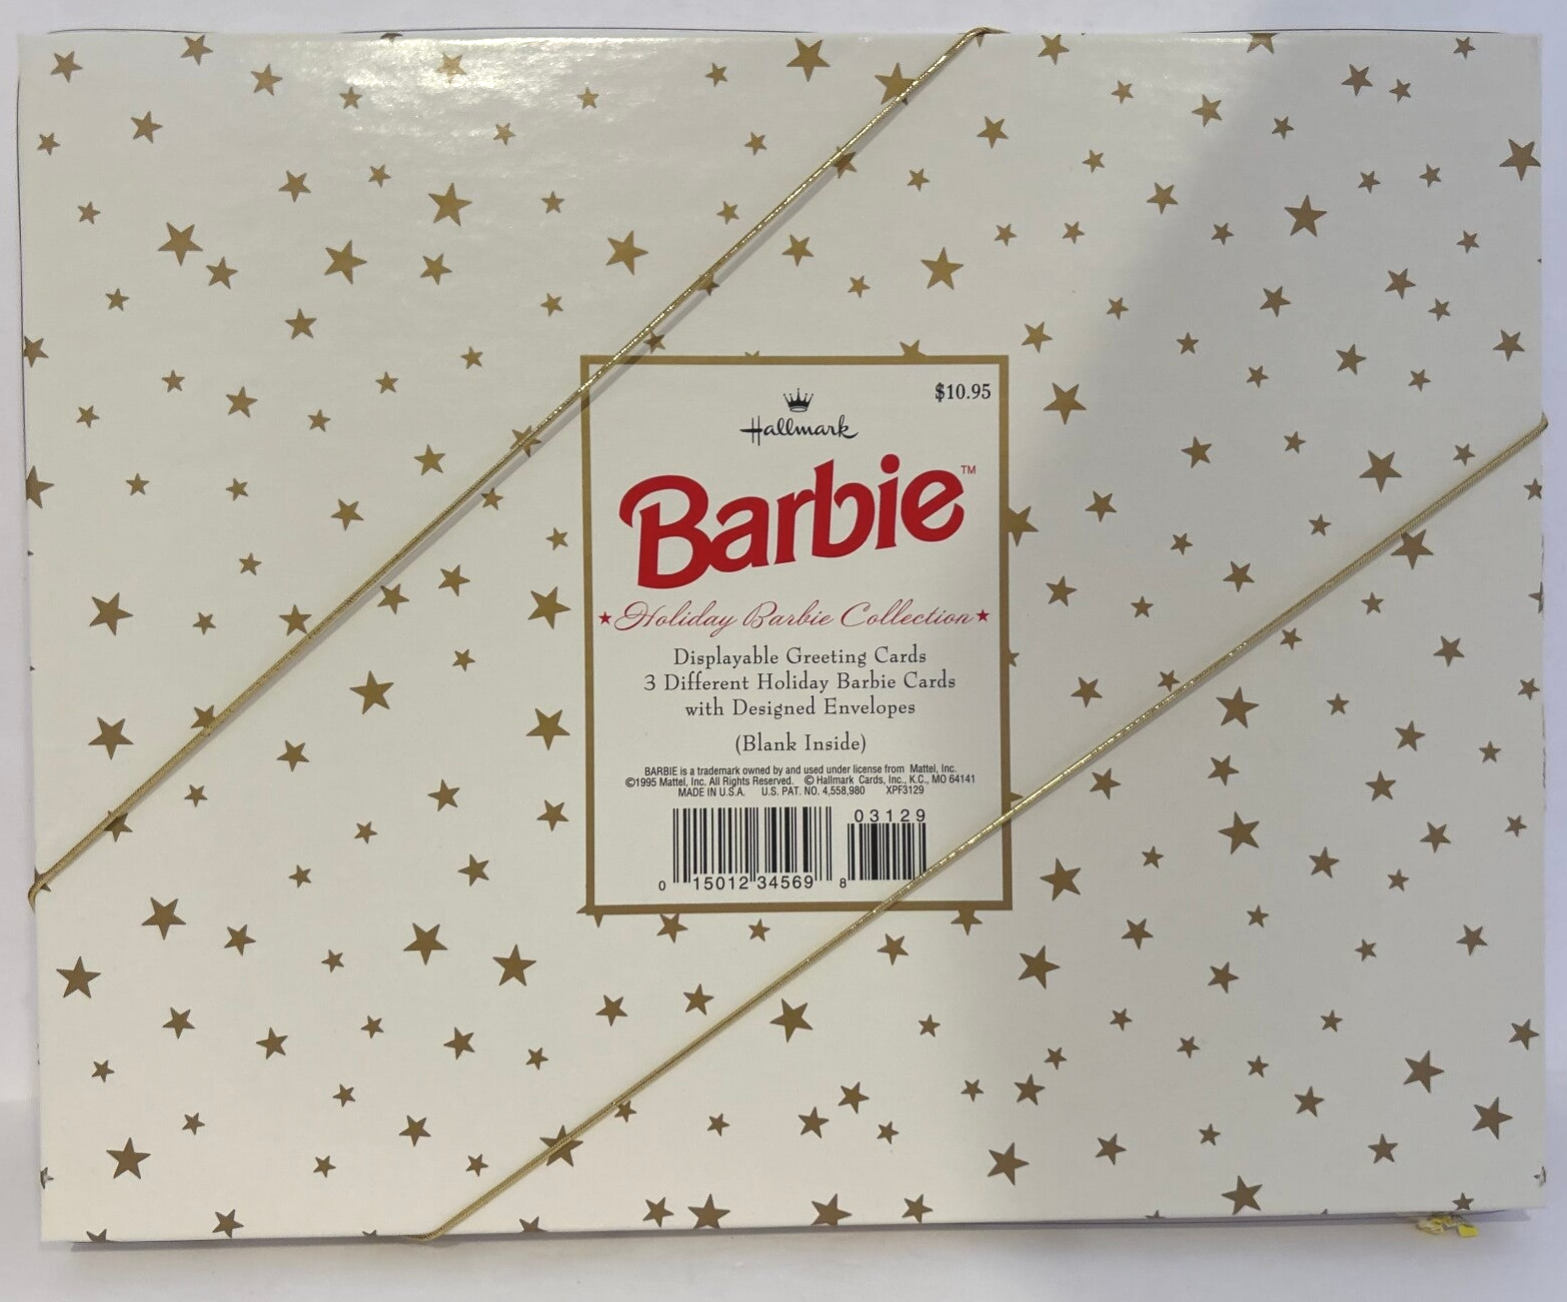 $10.95
Hallmark
Barbie™
★ Holiday Barbie Collection ★
Displayable Greeting Cards
3 Different Holiday Barbie Cards
with Designed Envelopes
(Blank Inside)
BARBIE is a trademark owned by and used under license from Mattel, Inc.
©1995 Mattel, Inc. All Rights Reserved. © Hallmark Cards, Inc., K.C., MO 64141
MADE IN U.S.A. U.S. PAT. NO. 4,558,980 XPF3129
03129
0 15012 34569 8